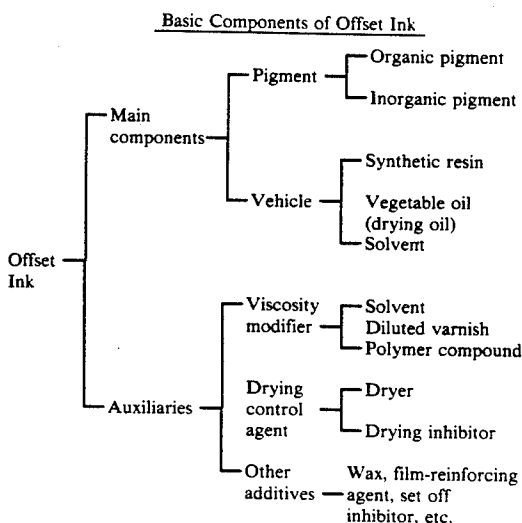 Basic Components of Offset Ink
Organic pigment
Pigment
Inorganic pigment
Main
components
Synthetic resin
Vehicle
Vegetable oil
(drying oil)
Solvent
Offset
Ink
Viscosity
modifier
Solvent
Diluted varnish
Polymer compound
Auxiliaries
Drying
control
agent
Dryer
Drying inhibitor
Other
additives
Wax, film-reinforcing
agent, set off
inhibitor, etc.